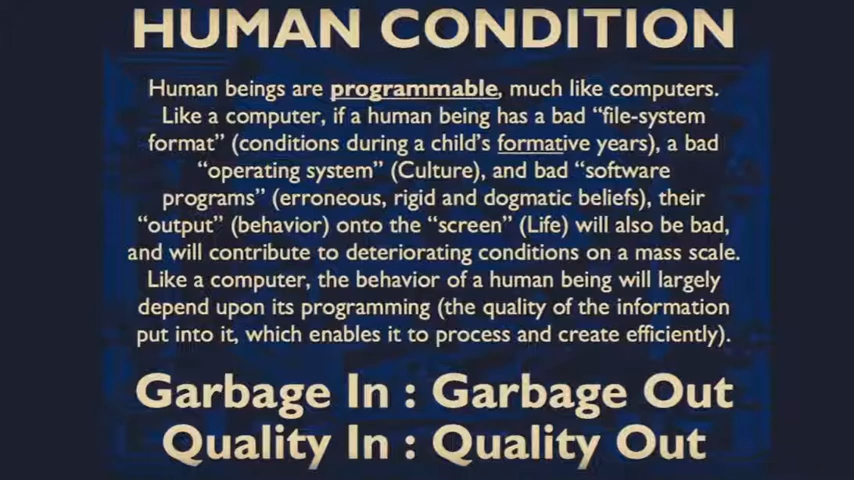 HUMAN CONDITION
Human beings are programmable, much like computers.
Like a computer, if a human being has a bad “file-system
format” (conditions during a child’s formative years), a bad
“operating system” (Culture), and bad “software
programs” (erroneous, rigid and dogmatic beliefs), their
“output” (behavior) onto the “screen” (Life) will also be bad,
and will contribute to deteriorating conditions on a mass scale.
Like a computer, the behavior of a human being will largely
depend upon its programming (the quality of the information
put into it, which enables it to process and create efficiently).
Garbage In : Garbage Out
Quality In : Quality Out